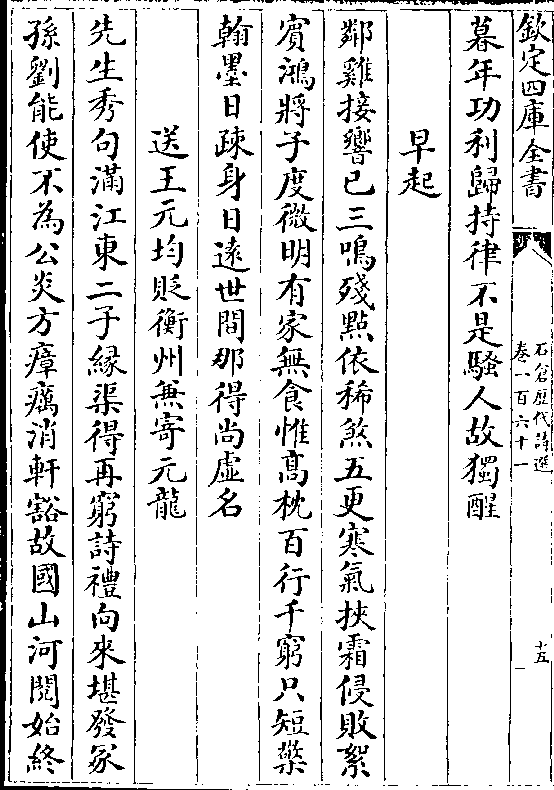 欽定四庫全書
石倉歷代詩選
卷一百六十一
十五
暮年功利歸持律不是騷人故獨醒
早起
鄰雞接響已三鳴殘點依稀煞五更寒氣挾霜侵敗絮
賓鴻將子度微明有家無食惟高枕百行千窮只短檠
翰墨日疎身日遠世間那得尚虛名
送王元均貶衡州兼寄元龍
先生秀句滿江東二子縁渠得再窮詩禮向來堪發冢
孫劉能使不為公炎方瘴癘消軒豁故國山河閱始終